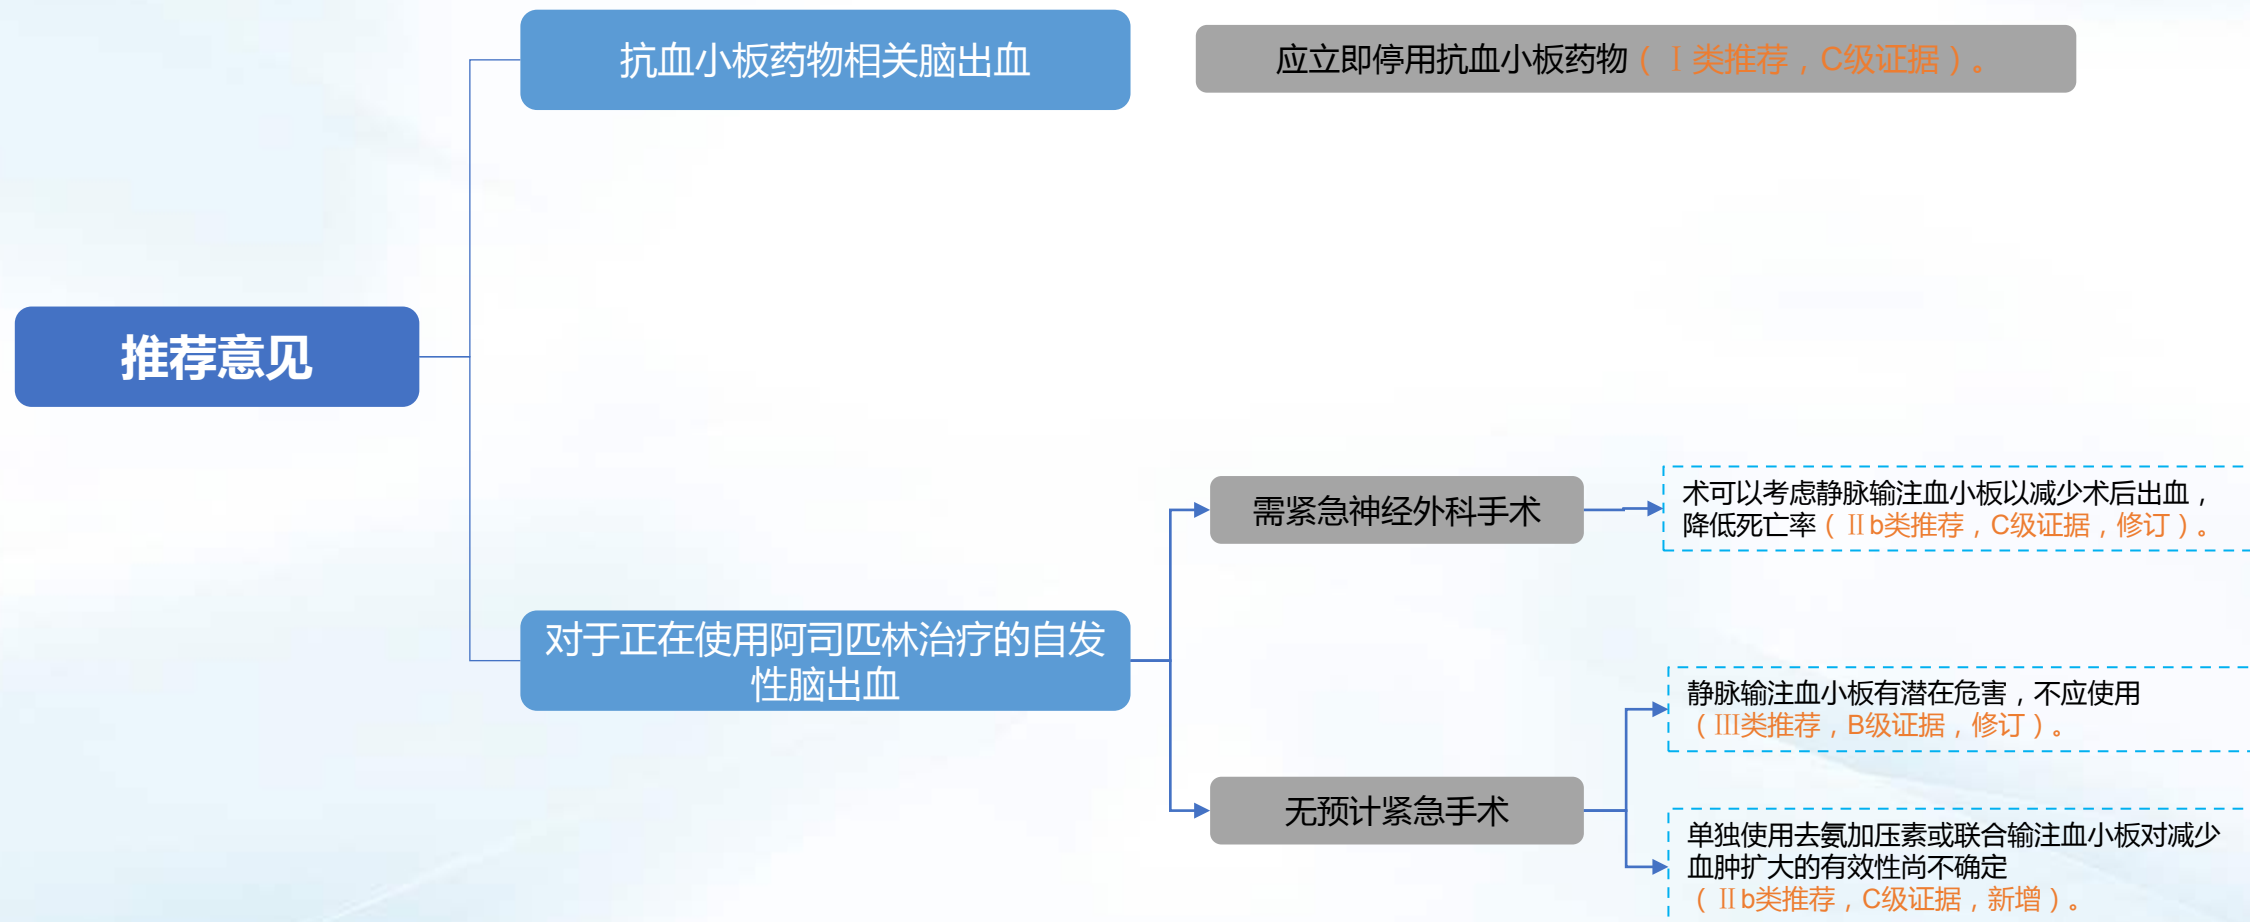 抗血小板药物相关脑出血
应立即停用抗血小板药物（Ⅰ类推荐，C级证据）。
推荐意见
需紧急神经外科手术
术可以考虑静脉输注血小板以减少术后出血，
降低死亡率（Ⅱb类推荐，C级证据，修订）。
对于正在使用阿司匹林治疗的自发
性脑出血
静脉输注血小板有潜在危害，不应使用
（Ⅲ类推荐，B级证据，修订）。
无预计紧急手术
单独使用去氨加压素或联合输注血小板对减少
血肿扩大的有效性尚不确定
（Ⅱb类推荐，C级证据，新增）。